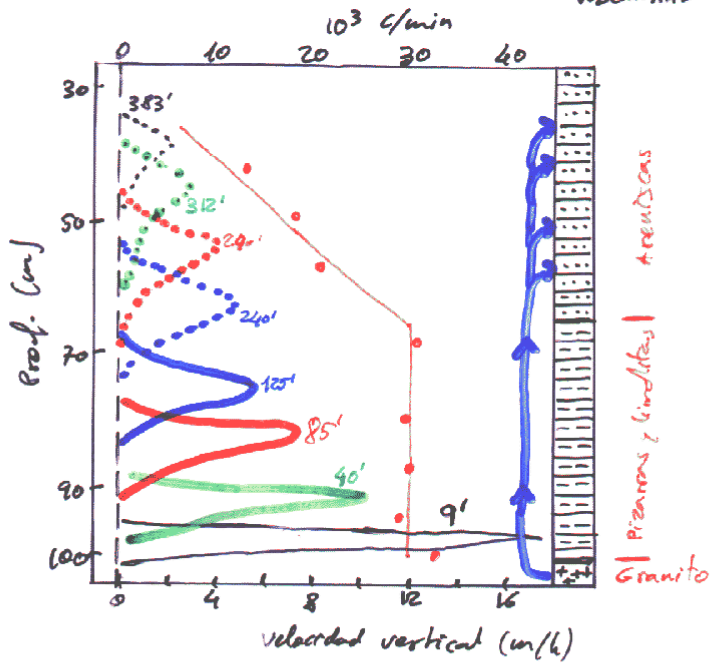 10³ c/min
0 10 20 30 40
30
50
70
90
100
Prof. (m)
383'
312'
290'
240'
125'
85'
40'
9'
Areniscas
Pizarras y limolitas
Granito
0 4 8 12 16
velocidad vertical (m/h)